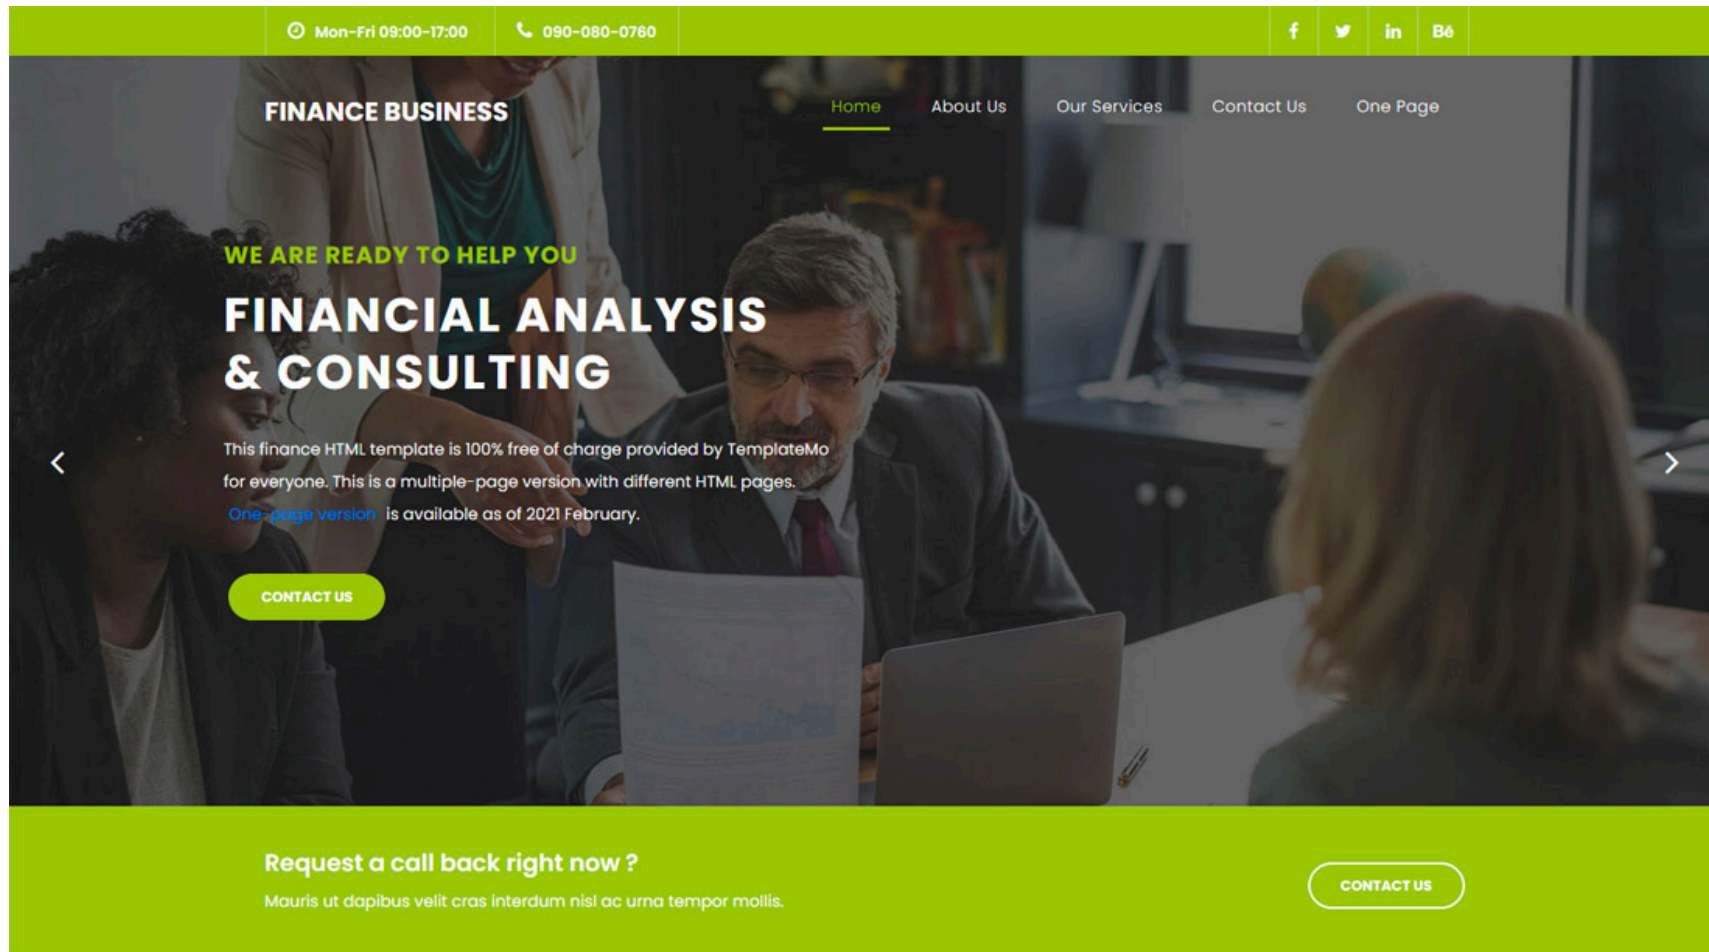 Mon-Fri 09:00-17:00
090-080-0760
f
in
Bē
FINANCE BUSINESS
Home
About Us
Our Services
Contact Us
One Page
WE ARE READY TO HELP YOU
FINANCIAL ANALYSIS
& CONSULTING
This finance HTML template is 100% free of charge provided by TemplateMo
for everyone. This is a multiple-page version with different HTML pages.
One-page version is available as of 2021 February.
CONTACT US
Request a call back right now ?
Mauris ut dapibus velit cras interdum nisl ac urna tempor mollis.
CONTACT US